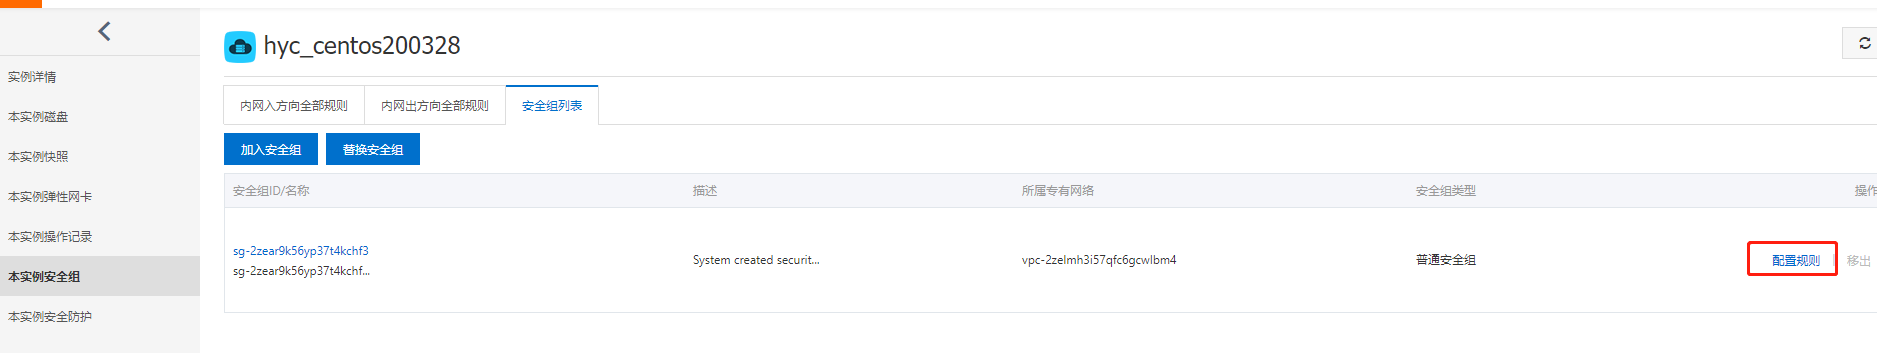 hyc_centos200328
实例详情
本实例磁盘
本实例快照
本实例弹性网卡
本实例操作记录
本实例安全组
本实例安全防护
内网入方向全部规则
内网出方向全部规则
安全组列表
加入安全组
替换安全组
安全组ID/名称
描述
所属专有网络
安全组类型
操作
sg-2zear9k56yp37t4kchf3
sg-2zear9k56yp37t4kchf...
System created securit...
vpc-2zelmh3i57qfc6gcwlbm4
普通安全组
配置规则
移出